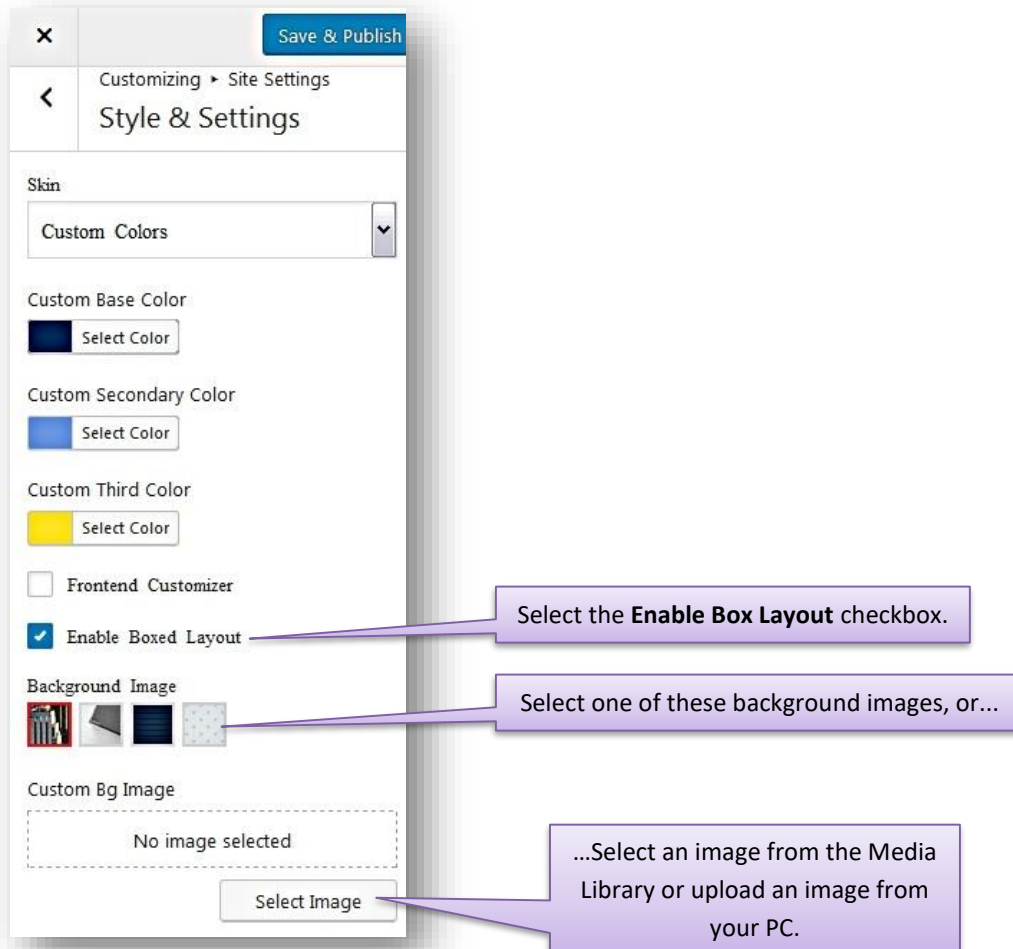 Save & Publish
Customizing ▸ Site Settings
Style & Settings
Skin
Custom Colors
Custom Base Color
Select Color
Custom Secondary Color
Select Color
Custom Third Color
Select Color
Frontend Customizer
Enable Boxed Layout
Select the Enable Box Layout checkbox.
Background Image
Select one of these background images, or...
Custom Bg Image
No image selected
Select Image
...Select an image from the Media
Library or upload an image from
your PC.